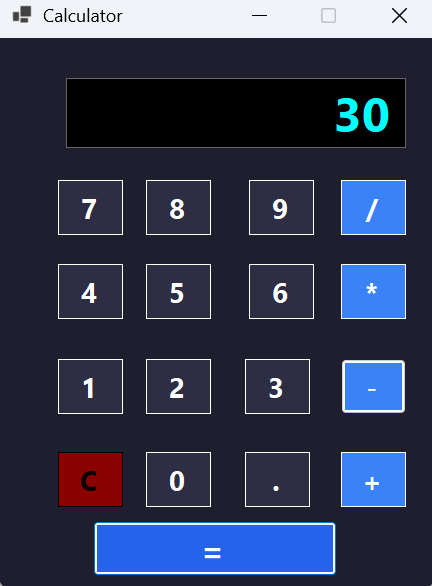 Calculator
30
7 8 9 /
4 5 6 *
1 2 3 -
C 0 . +
=